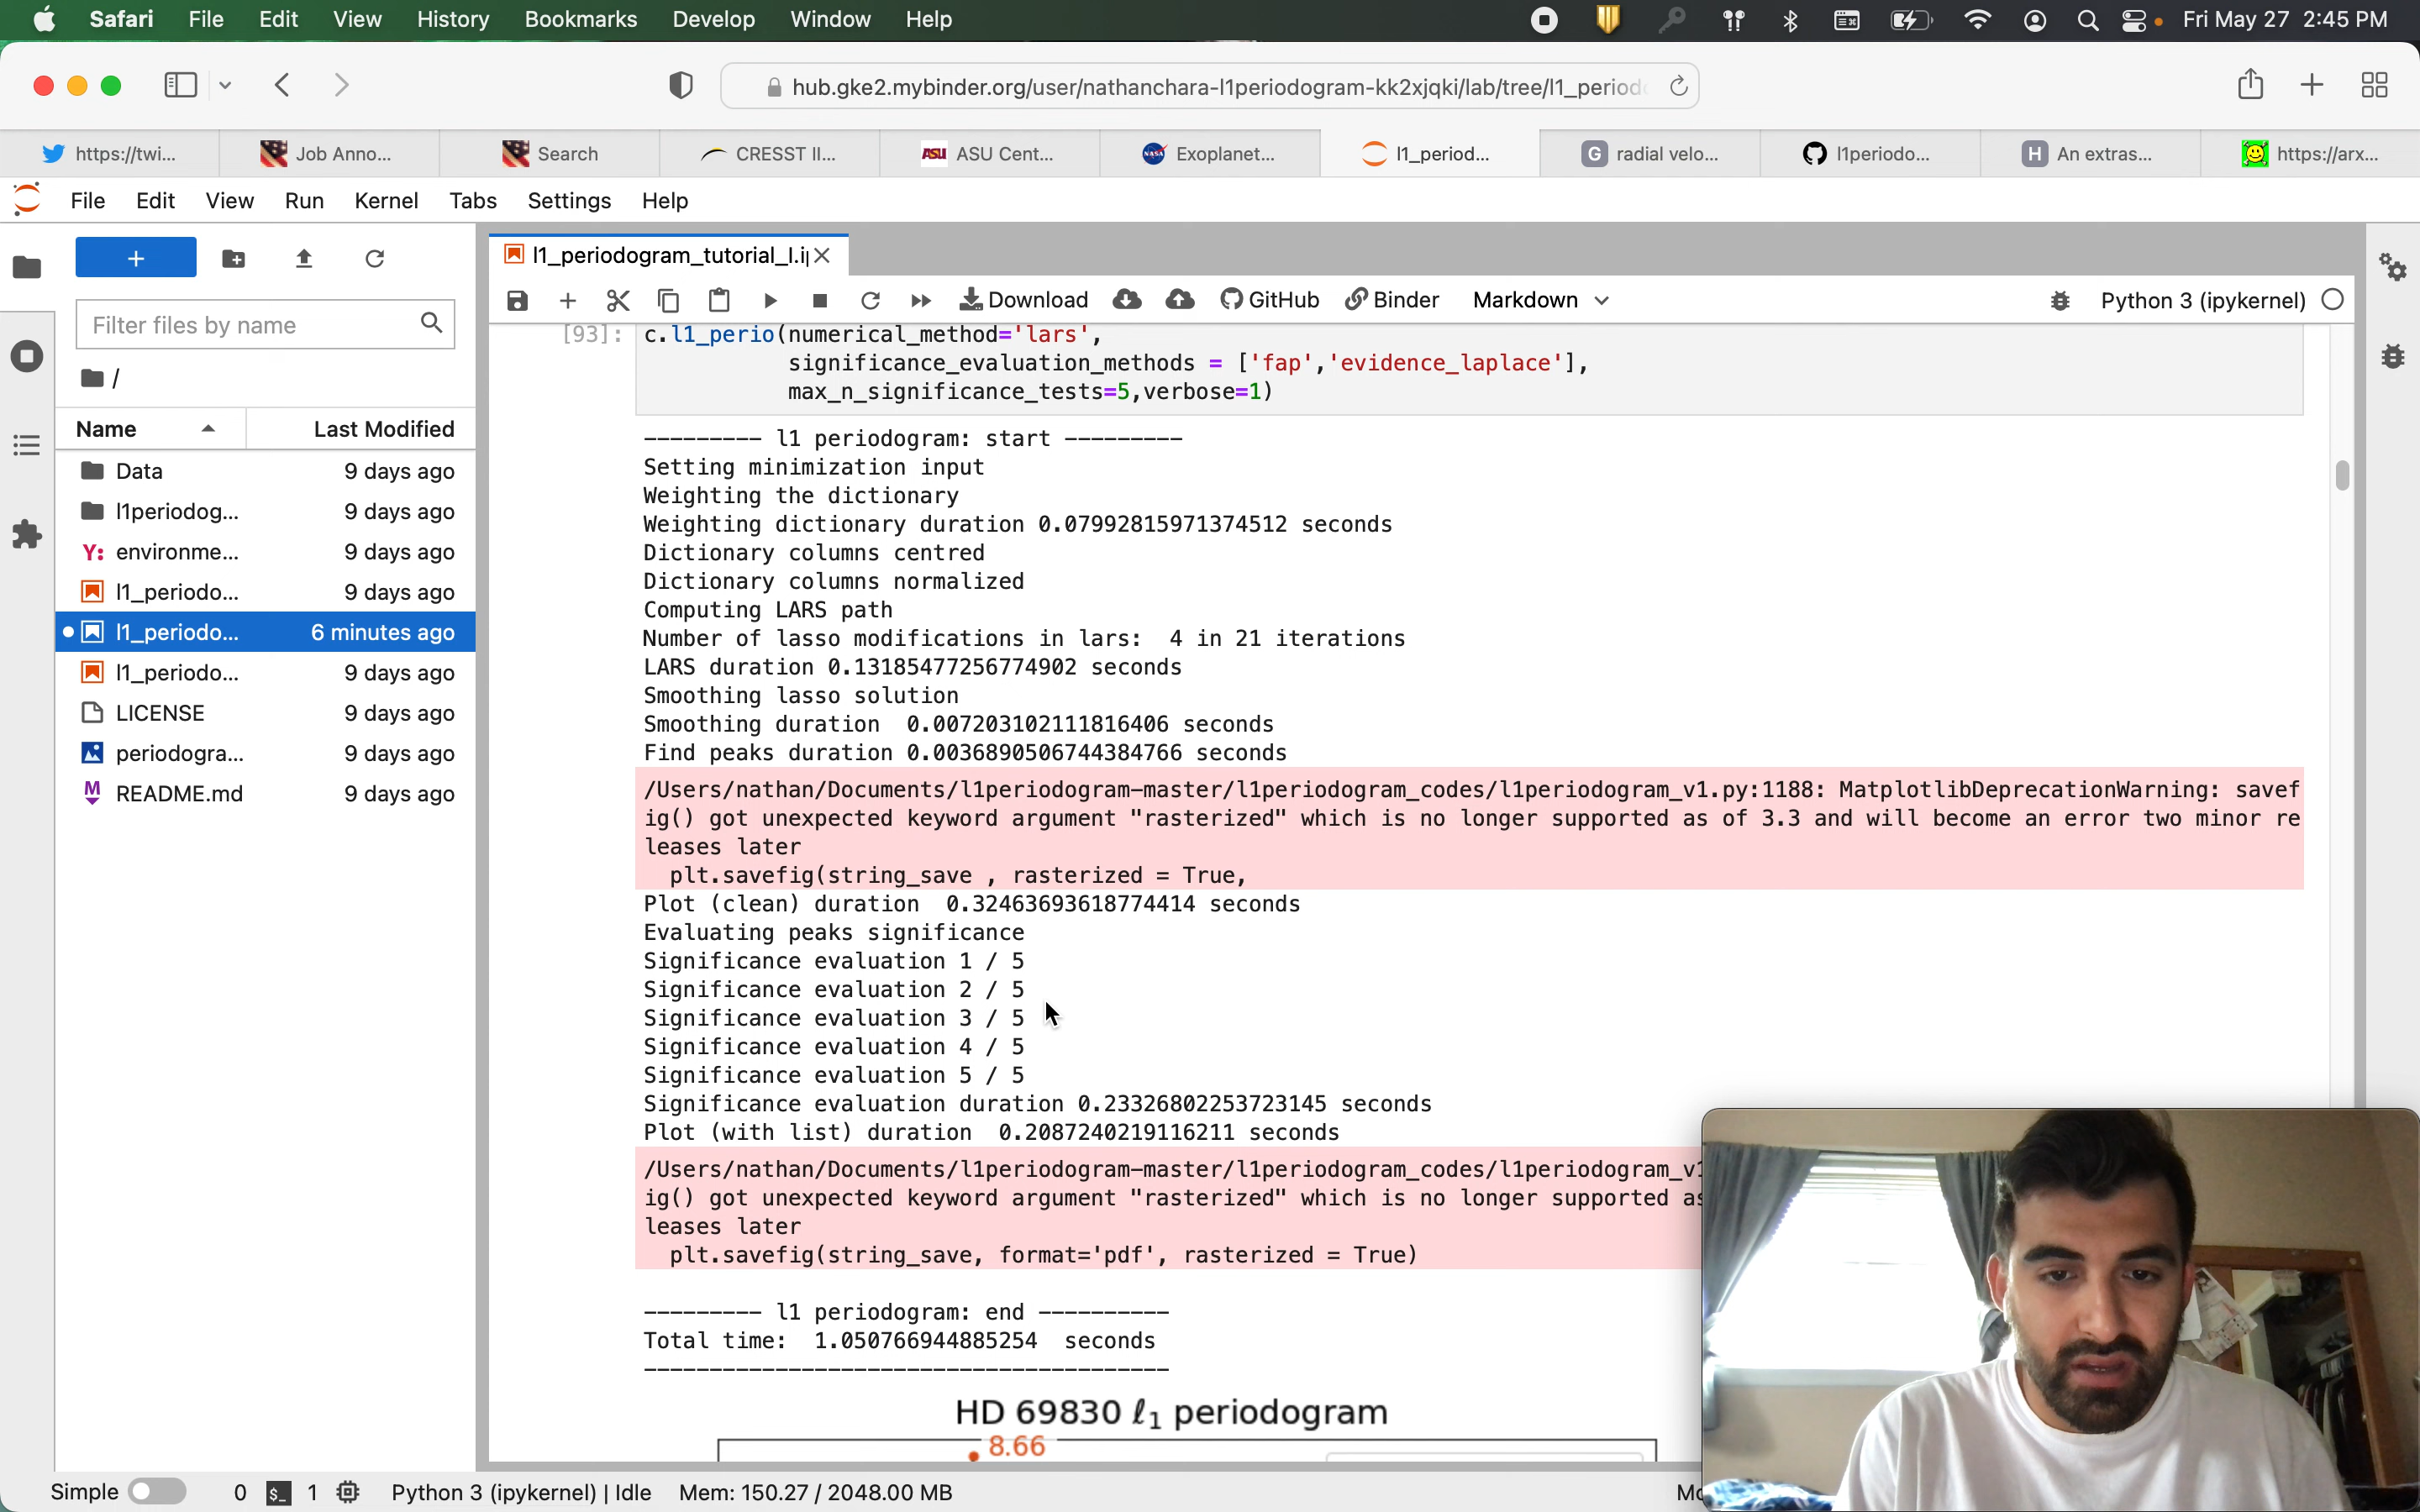 Safari File Edit View History Bookmarks Develop Window Help Fri May 27 2:45 PM
hub.gke2.mybinder.org/user/nathanchara-l1periodogram-kk2xjqki/lab/tree/l1_period
https://twi... Job Anno... Search CRESST II... ASU ASU Cent... NASA Exoplanet... l1_period... G radial velo... l1periodo... H An extras... https://arx...
File Edit View Run Kernel Tabs Settings Help
+
l1_periodogram_tutorial_I.i
Download GitHub Binder Markdown Python 3 (ipykernel)
Filter files by name
/
Name Last Modified
Data 9 days ago
l1periodog... 9 days ago
Y: environme... 9 days ago
l1_periodo... 9 days ago
l1_periodo... 6 minutes ago
l1_periodo... 9 days ago
LICENSE 9 days ago
periodogra... 9 days ago
M README.md 9 days ago
[93]: c.l1_perio(numerical_method='lars',
significance_evaluation_methods = ['fap','evidence_laplace'],
max_n_significance_tests=5,verbose=1)
--------- l1 periodogram: start ---------
Setting minimization input
Weighting the dictionary
Weighting dictionary duration 0.07992815971374512 seconds
Dictionary columns centred
Dictionary columns normalized
Computing LARS path
Number of lasso modifications in lars:  4 in 21 iterations
LARS duration 0.13185477256774902 seconds
Smoothing lasso solution
Smoothing duration  0.007203102111816406 seconds
Find peaks duration 0.0036890506744384766 seconds
/Users/nathan/Documents/l1periodogram-master/l1periodogram_codes/l1periodogram_v1.py:1188: MatplotlibDeprecationWarning: savef
ig() got unexpected keyword argument "rasterized" which is no longer supported as of 3.3 and will become an error two minor re
leases later
plt.savefig(string_save , rasterized = True,
Plot (clean) duration  0.32463693618774414 seconds
Evaluating peaks significance
Significance evaluation 1 / 5
Significance evaluation 2 / 5
Significance evaluation 3 / 5
Significance evaluation 4 / 5
Significance evaluation 5 / 5
Significance evaluation duration 0.23326802253723145 seconds
Plot (with list) duration  0.2087240219116211 seconds
/Users/nathan/Documents/l1periodogram-master/l1periodogram_codes/l1periodogram_v1
ig() got unexpected keyword argument "rasterized" which is no longer supported as
leases later
plt.savefig(string_save, format='pdf', rasterized = True)
--------- l1 periodogram: end ----------
Total time:  1.050766944885254  seconds
----------------------------------------
HD 69830 ℓ1 periodogram
8.66
Simple 0 $_ 1 Python 3 (ipykernel) | Idle Mem: 150.27 / 2048.00 MB